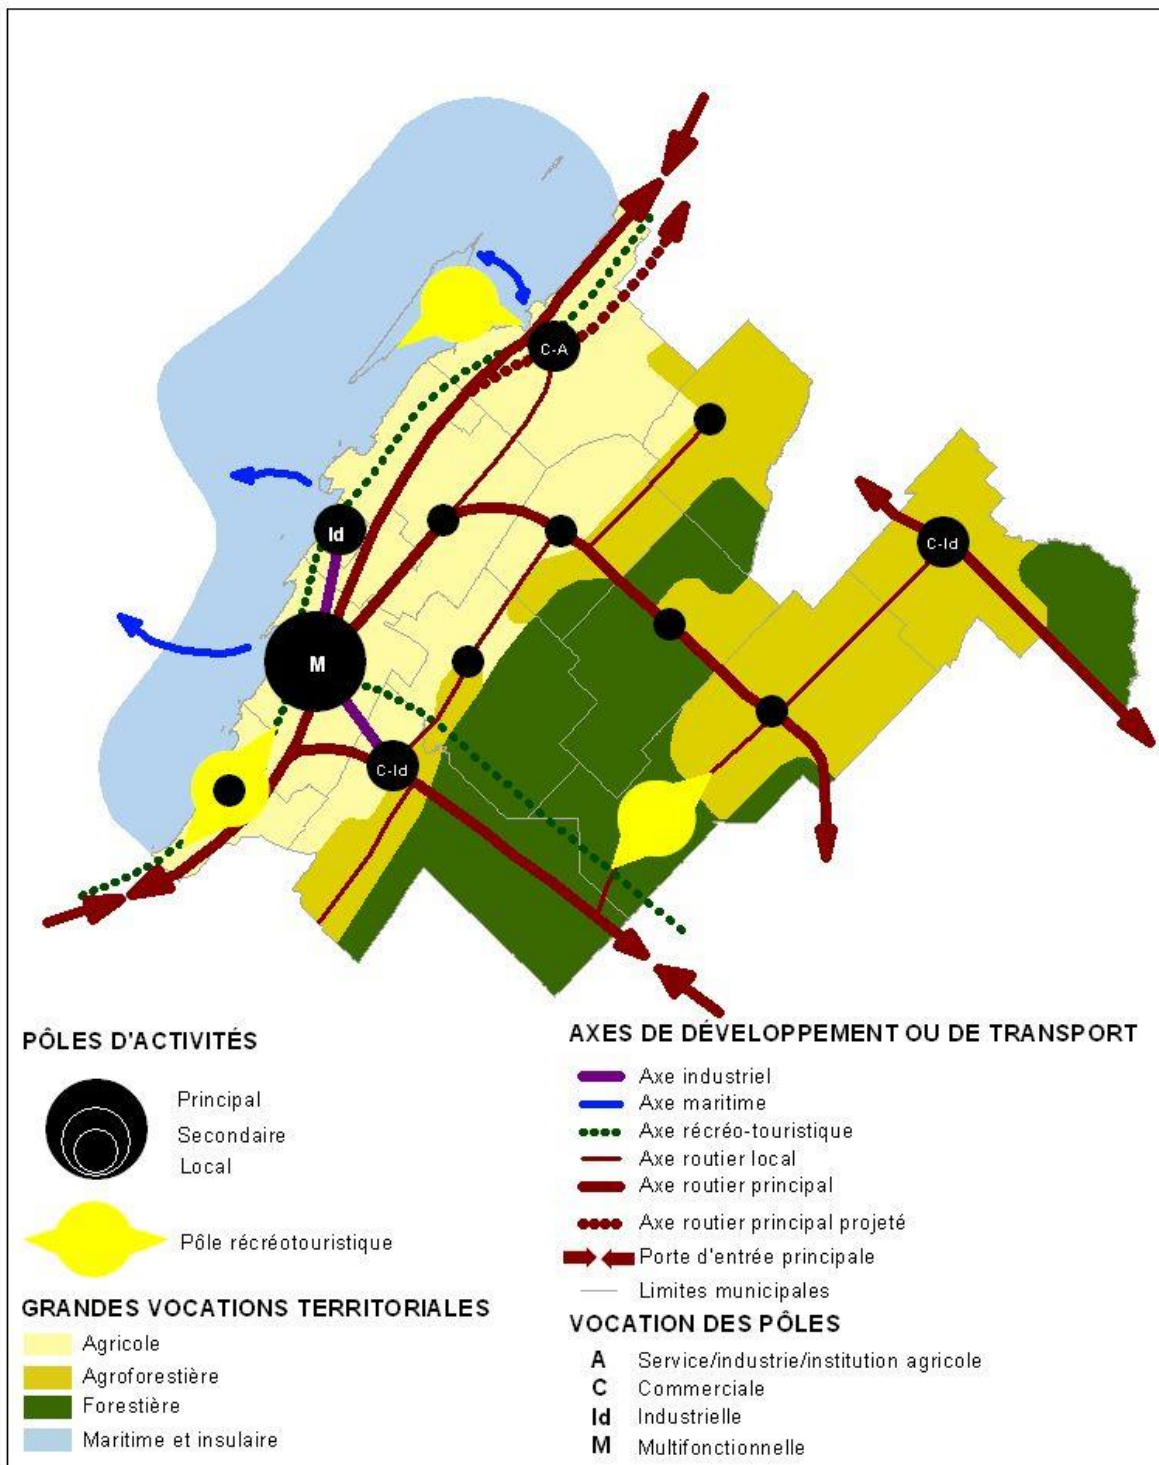 C-A
Id
C-Id
M
C-Id
PÔLES D'ACTIVITÉS
Principal
Secondaire
Local
Pôle récréotouristique
GRANDES VOCATIONS TERRITORIALES
Agricole
Agroforestière
Forestière
Maritime et insulaire
AXES DE DÉVELOPPEMENT OU DE TRANSPORT
Axe industriel
Axe maritime
Axe récréo-touristique
Axe routier local
Axe routier principal
Axe routier principal projeté
Porte d'entrée principale
Limites municipales
VOCATION DES PÔLES
A Service/industrie/institution agricole
C Commerciale
Id Industrielle
M Multifonctionnelle